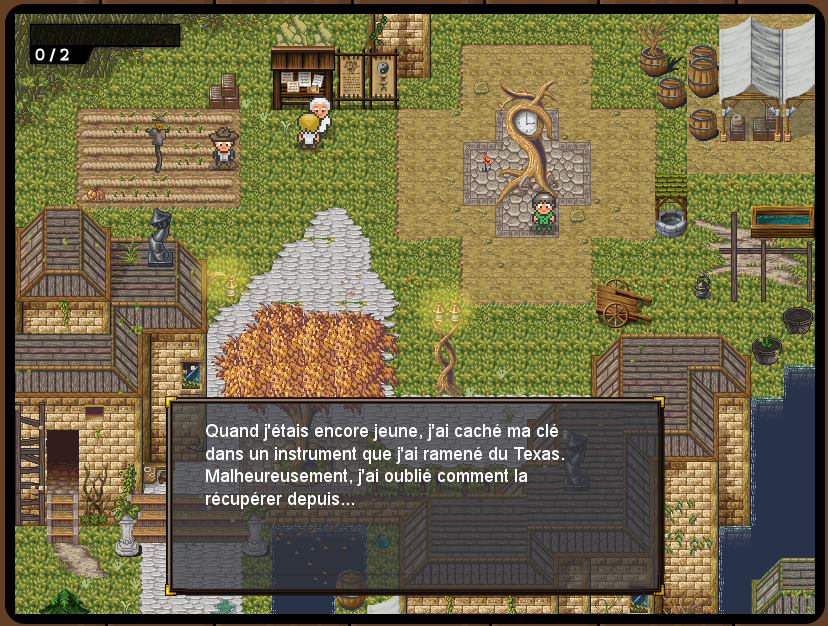 0 / 2
Quand j'étais encore jeune, j'ai caché ma clé
dans un instrument que j'ai ramené du Texas.
Malheureusement, j'ai oublié comment la
récupérer depuis...